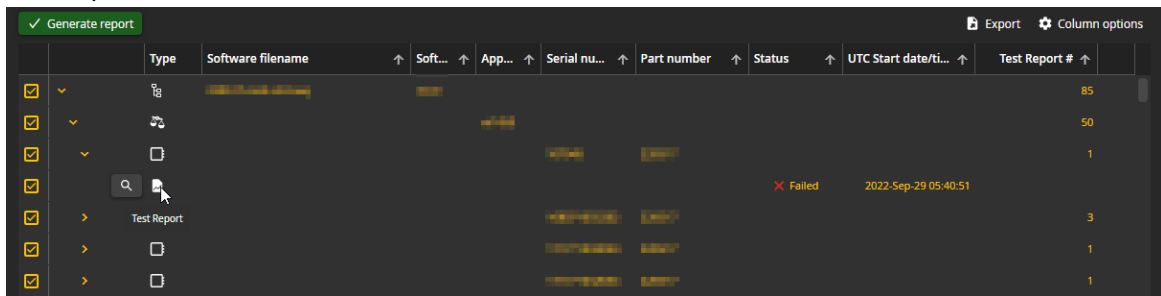 Generate report Export Column options
Type Software filename Soft... App... Serial nu... Part number Status UTC Start date/ti... Test Report #
85
50
1
Failed 2022-Sep-29 05:40:51
Test Report 3
1
1